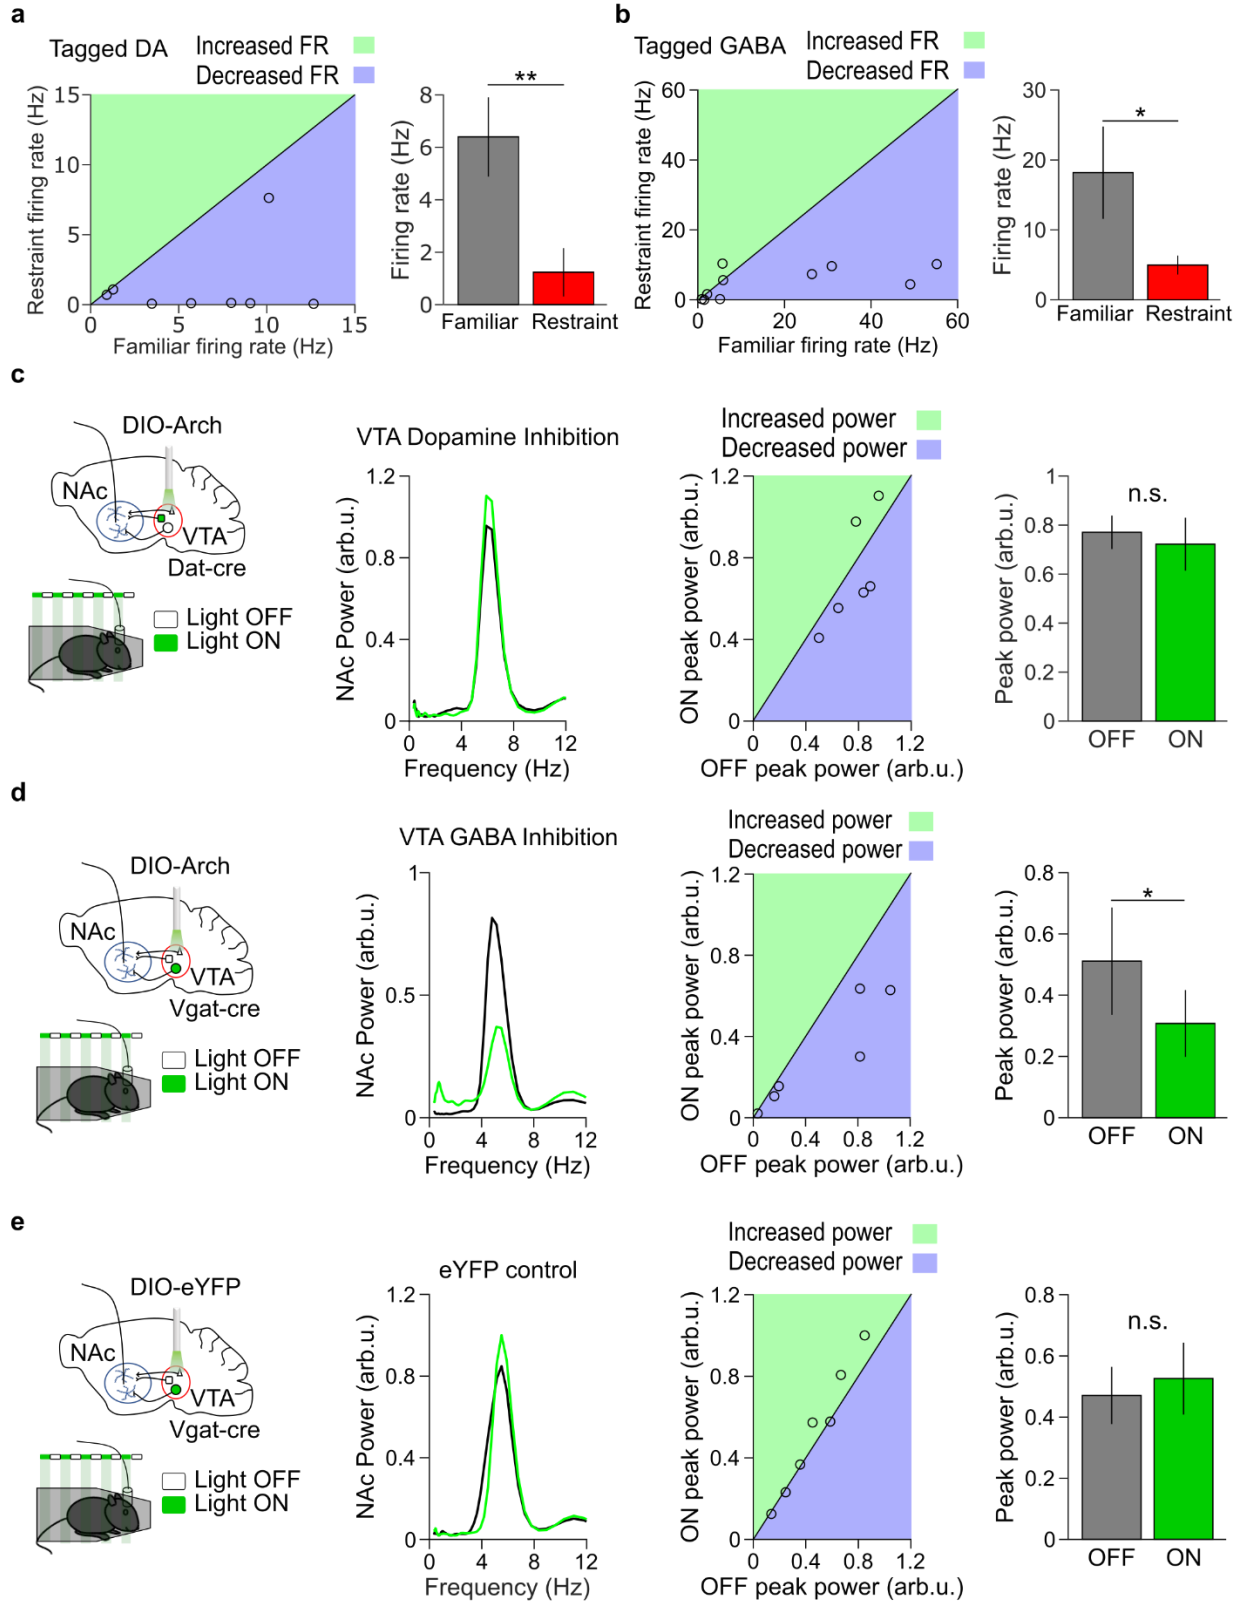 a
Tagged DA
Increased FR
Decreased FR
Restraint firing rate (Hz)
15
10
5
0
0 5 10 15
Familiar firing rate (Hz)
**
Firing rate (Hz)
8
6
4
2
0
Familiar Restraint
b
Tagged GABA
Increased FR
Decreased FR
Restraint firing rate (Hz)
60
40
20
0
0 20 40 60
Familiar firing rate (Hz)
*
Firing rate (Hz)
30
20
10
0
Familiar Restraint
c
DIO-Arch
NAc
VTA
Dat-cre
Light OFF
Light ON
VTA Dopamine Inhibition
NAc Power (arb.u.)
1.2
0.8
0.4
0
0 4 8 12
Frequency (Hz)
Increased power
Decreased power
ON peak power (arb.u.)
1.2
0.8
0.4
0
0 0.4 0.8 1.2
OFF peak power (arb.u.)
n.s.
Peak power (arb.u.)
1
0.8
0.6
0.4
0.2
0
OFF ON
d
DIO-Arch
NAc
VTA
Vgat-cre
Light OFF
Light ON
VTA GABA Inhibition
NAc Power (arb.u.)
1
0.5
0
0 4 8 12
Frequency (Hz)
Increased power
Decreased power
ON peak power (arb.u.)
1.2
0.8
0.4
0
0 0.4 0.8 1.2
OFF peak power (arb.u.)
*
Peak power (arb.u.)
0.8
0.6
0.4
0.2
0
OFF ON
e
DIO-eYFP
NAc
VTA
Vgat-cre
Light OFF
Light ON
eYFP control
NAc Power (arb.u.)
1.2
0.8
0.4
0
0 4 8 12
Frequency (Hz)
Increased power
Decreased power
ON peak power (arb.u.)
1.2
0.8
0.4
0
0 0.4 0.8 1.2
OFF peak power (arb.u.)
n.s.
Peak power (arb.u.)
0.8
0.6
0.4
0.2
0
OFF ON